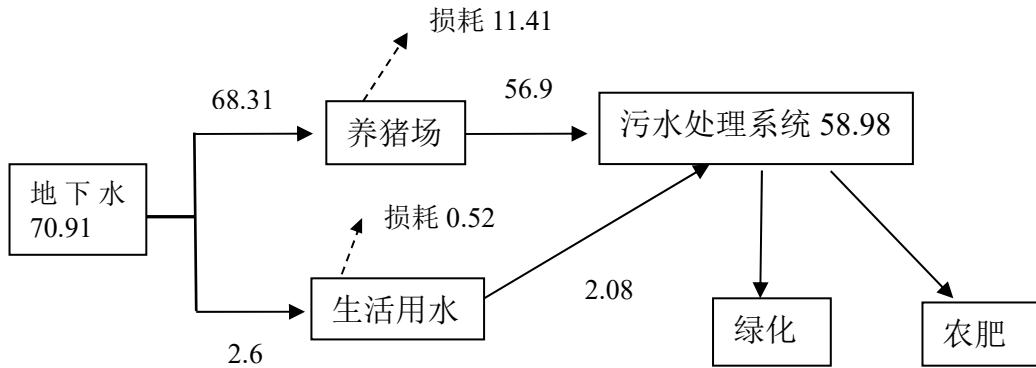 损耗 11.41
68.31
56.9
养猪场
污水处理系统 58.98
地下水
70.91
损耗 0.52
生活用水
2.08
2.6
绿化
农肥